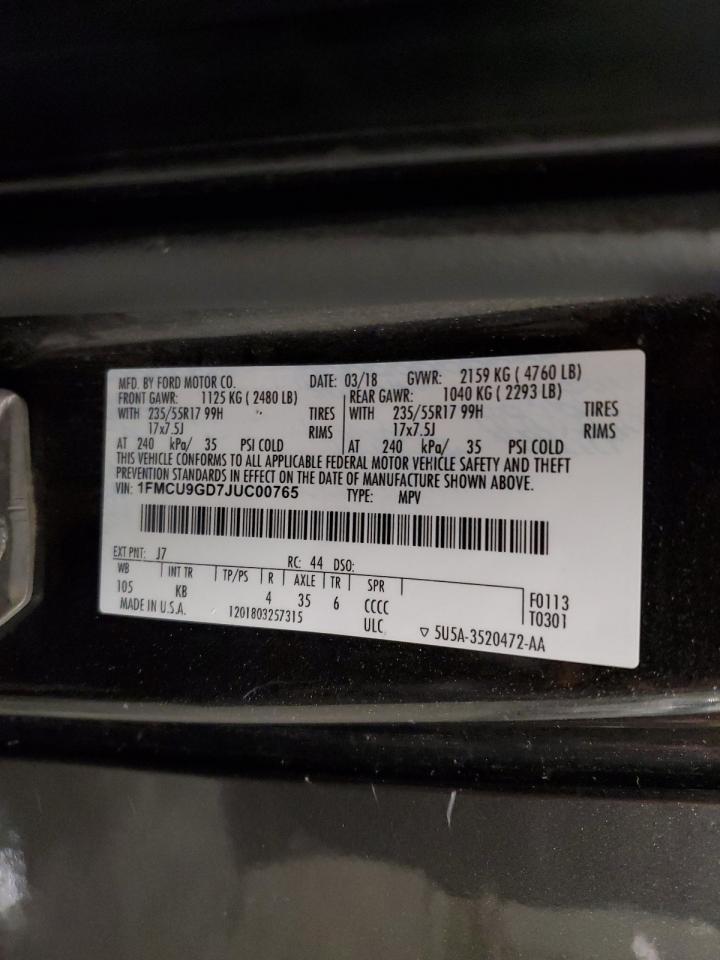 MFD. BY FORD MOTOR CO. DATE: 03/18 GVWR: 2159 KG ( 4760 LB)
FRONT GAWR: 1125 KG ( 2480 LB) REAR GAWR: 1040 KG ( 2293 LB)
WITH 235/55R17 99H TIRES WITH 235/55R17 99H TIRES
17x7.5J RIMS 17x7.5J RIMS
AT 240 kPa/ 35 PSI COLD AT 240 kPa/ 35 PSI COLD
THIS VEHICLE CONFORMS TO ALL APPLICABLE FEDERAL MOTOR VEHICLE SAFETY AND THEFT
PREVENTION STANDARDS IN EFFECT ON THE DATE OF MANUFACTURE SHOWN ABOVE.
VIN: 1FMCU9GD7JUC00765 TYPE: MPV
EXT PNT: J7 RC: 44 DSO:
WB INT TR TP/PS R AXLE TR SPR
105 KB 4 35 6 CCCC F0113
MADE IN U.S.A. 1201803257315 ULC T0301
▽ 5U5A-3520472-AA